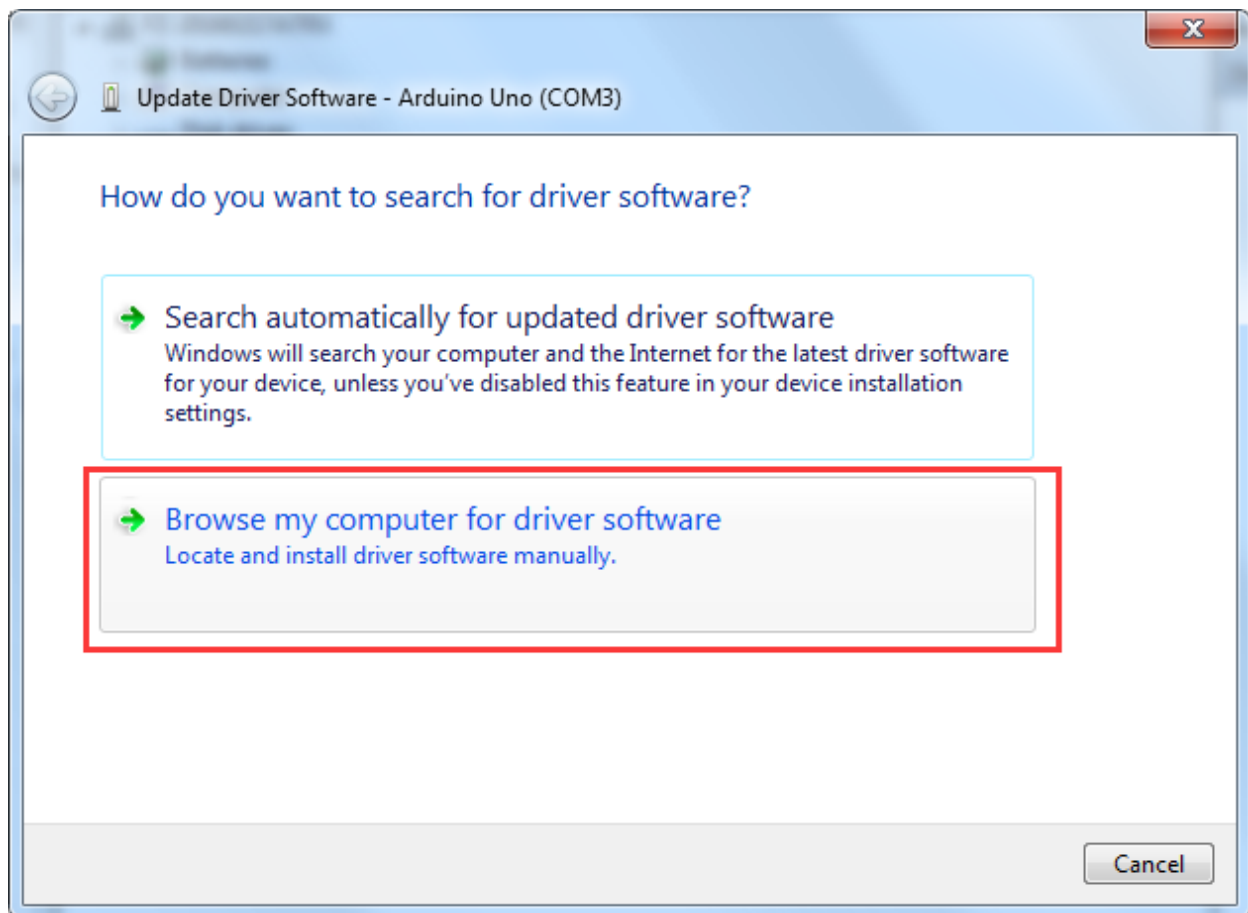 Update Driver Software - Arduino Uno (COM3)
How do you want to search for driver software?
Search automatically for updated driver software
Windows will search your computer and the Internet for the latest driver software
for your device, unless you've disabled this feature in your device installation
settings.
Browse my computer for driver software
Locate and install driver software manually.
Cancel